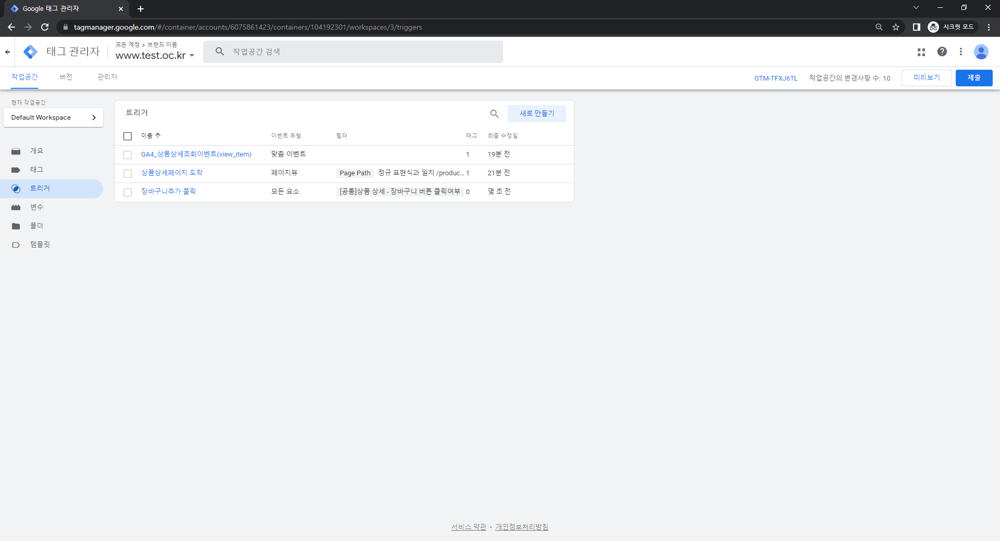 Google 태그 관리자
tagmanager.google.com/#/container/accounts/6075861423/containers/104192301/workspaces/3/triggers
시크릿 모드
태그 관리자
모든 계정 > 브랜드 이름
www.test.oc.kr
작업공간 검색
작업공간
버전
관리자
GTM-TFXJ6TL
작업공간의 변경사항 수: 10
미리보기
제출
현재 작업공간
Default Workspace
개요
태그
트리거
변수
폴더
템플릿
트리거
새로 만들기
이름 이벤트 유형 필터 태그 최종 수정일
GA4_상품상세조회이벤트(view_item) 맞춤 이벤트 1 19분 전
상품상세페이지 도착 페이지뷰 Page Path 정규 표현식과 일치 /produc... 1 21분 전
장바구니추가 클릭 모든 요소 [공통]상품 상세 - 장바구니 버튼 클릭여부 0 몇 초 전
서비스 약관 • 개인정보처리방침